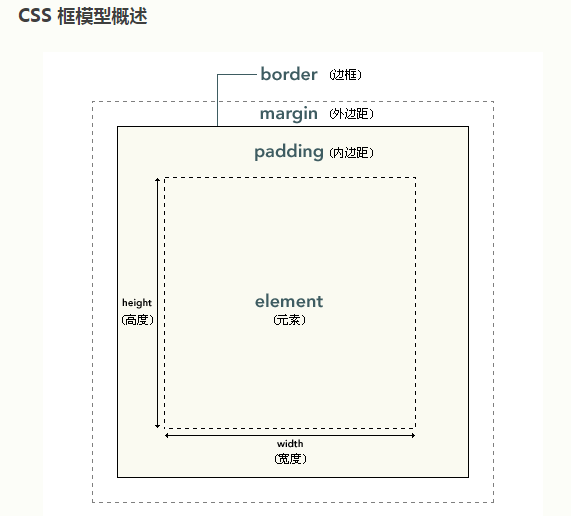 CSS 框模型概述
border (边框)
margin (外边距)
padding (内边距)
element
(元素)
height
(高度)
width
(宽度)